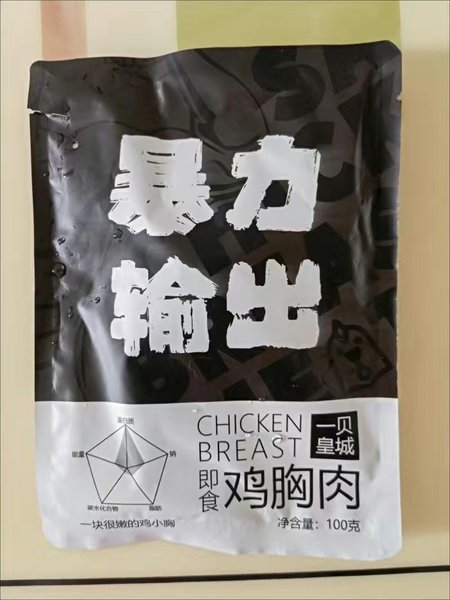 暴力
输出
蛋白质
能量
钠
碳水化合物
脂肪
一块很嫩的鸡小胸
CHICKEN
BREAST
一贝
皇城
即食
鸡胸肉
净含量：100克